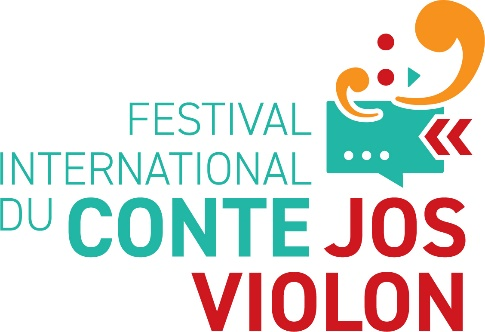 FESTIVAL
INTERNATIONAL
DU CONTE JOS
VIOLON